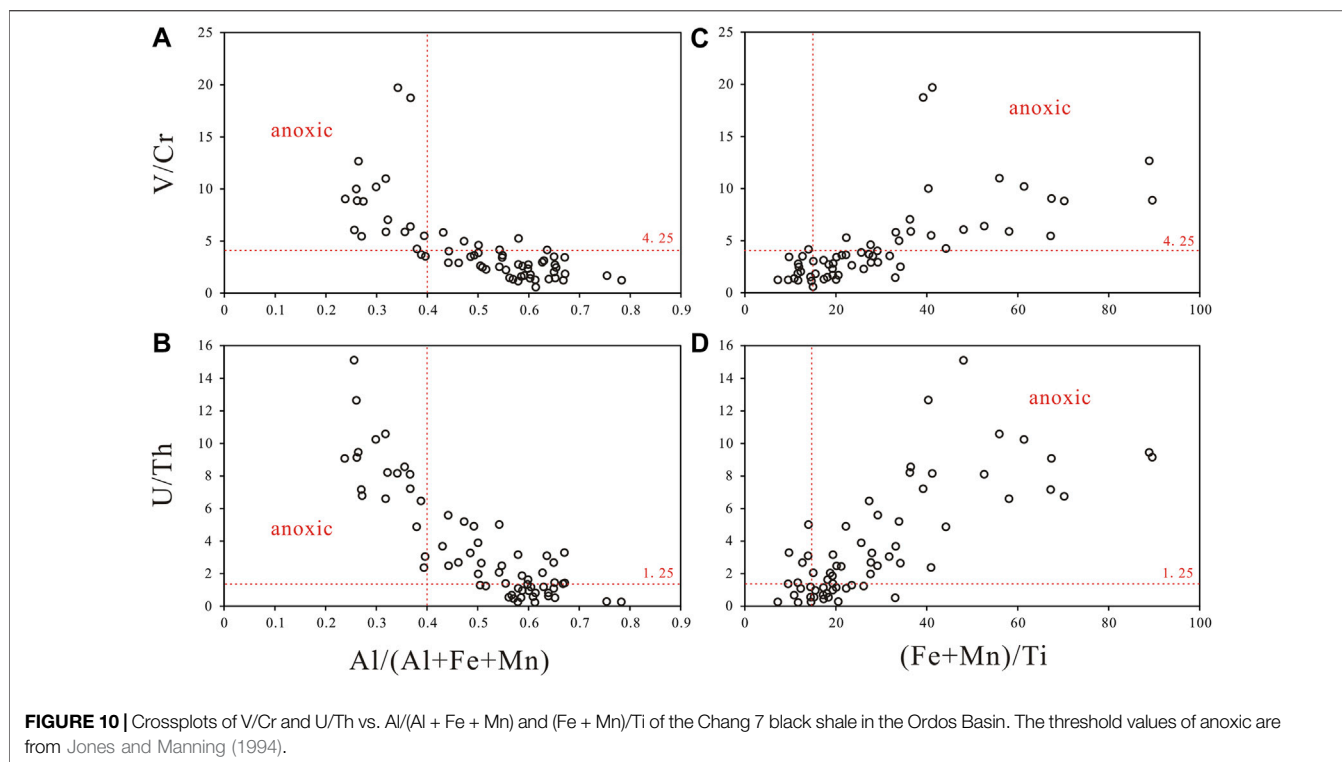 A
25
20
15
10
5
0
V/Cr
anoxic
4.25
0 0.1 0.2 0.3 0.4 0.5 0.6 0.7 0.8 0.9
C
25
20
15
10
5
0
anoxic
4.25
0 20 40 60 80 100
B
16
14
12
10
8
6
4
2
0
U/Th
anoxic
1.25
0 0.1 0.2 0.3 0.4 0.5 0.6 0.7 0.8 0.9
Al/(Al+Fe+Mn)
D
16
14
12
10
8
6
4
2
0
anoxic
1.25
0 20 40 60 80 100
(Fe+Mn)/Ti
FIGURE 10 | Crossplots of V/Cr and U/Th vs. Al/(Al + Fe + Mn) and (Fe + Mn)/Ti of the Chang 7 black shale in the Ordos Basin. The threshold values of anoxic are
from Jones and Manning (1994).